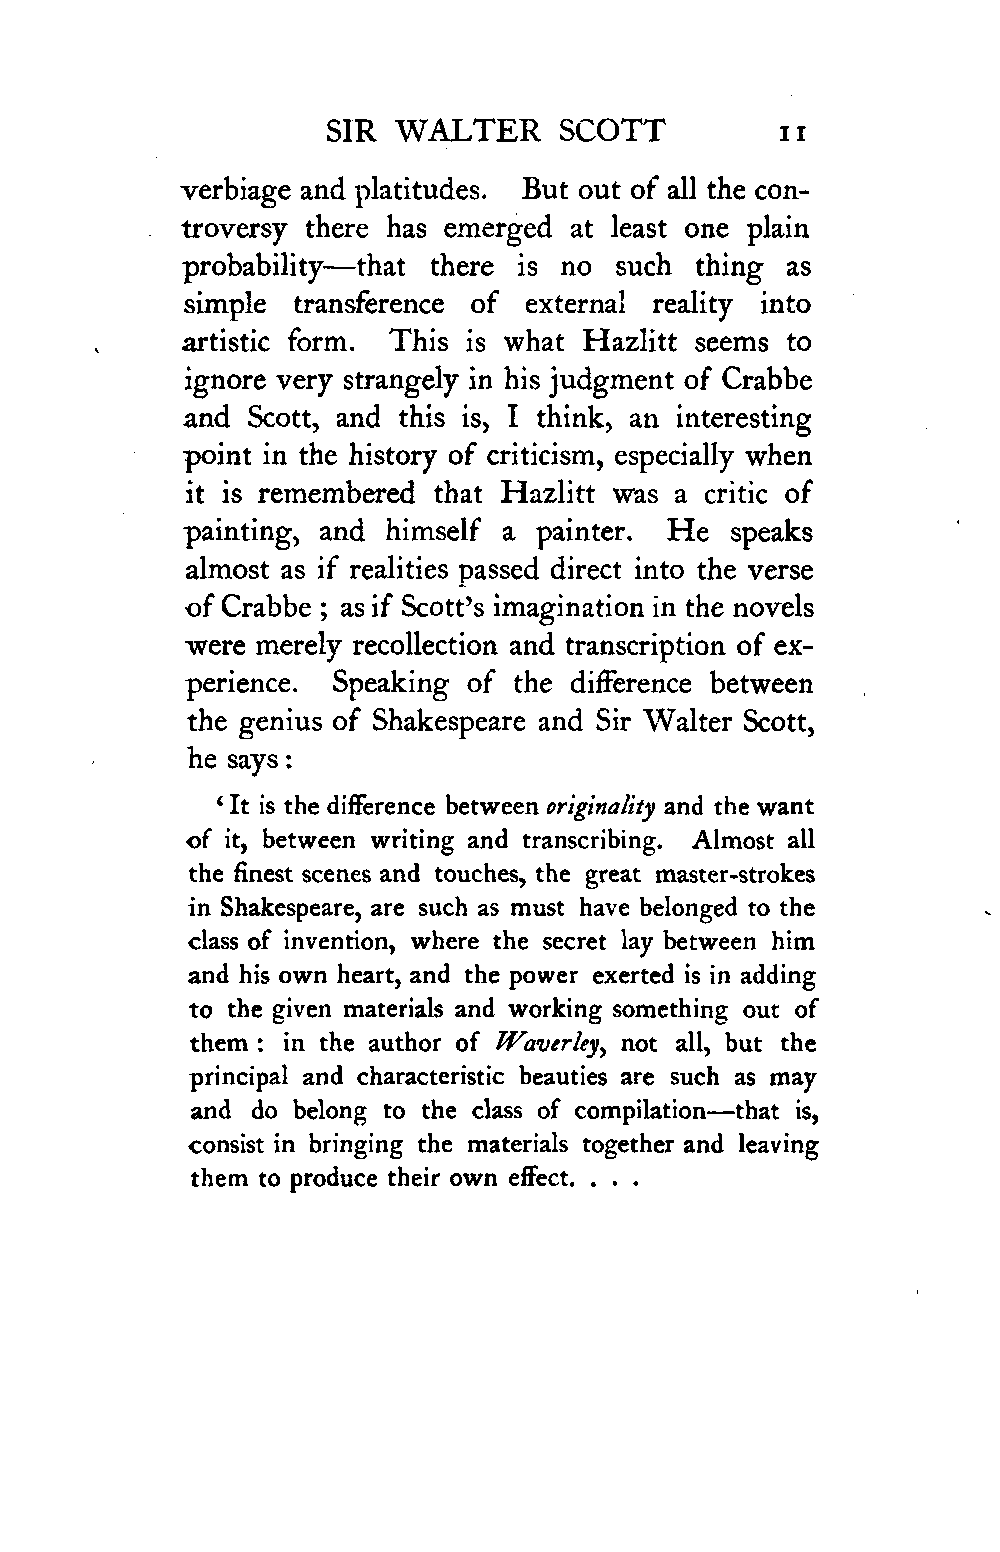 SIR WALTER SCOTT 11
verbiage and platitudes. But out of all the con-
troversy there has emerged at least one plain
probability—that there is no such thing as
simple transference of external reality into
artistic form. This is what Hazlitt seems to
ignore very strangely in his judgment of Crabbe
and Scott, and this is, I think, an interesting
point in the history of criticism, especially when
it is remembered that Hazlitt was a critic of
painting, and himself a painter. He speaks
almost as if realities passed direct into the verse
of Crabbe ; as if Scott's imagination in the novels
were merely recollection and transcription of ex-
perience. Speaking of the difference between
the genius of Shakespeare and Sir Walter Scott,
he says :
‘ It is the difference between originality and the want
of it, between writing and transcribing. Almost all
the finest scenes and touches, the great master-strokes
in Shakespeare, are such as must have belonged to the
class of invention, where the secret lay between him
and his own heart, and the power exerted is in adding
to the given materials and working something out of
them : in the author of Waverley, not all, but the
principal and characteristic beauties are such as may
and do belong to the class of compilation—that is,
consist in bringing the materials together and leaving
them to produce their own effect. . . .